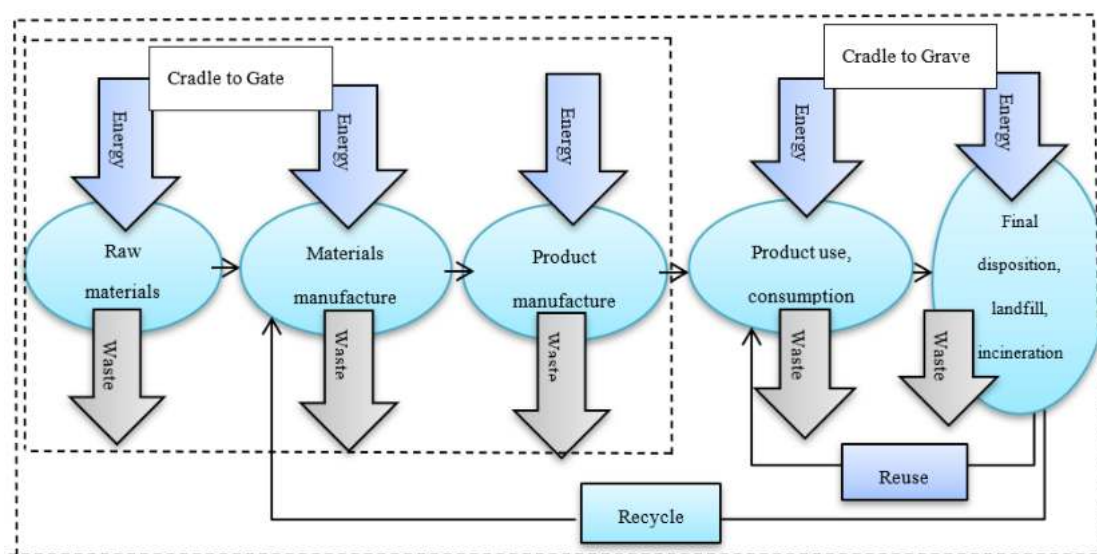 Cradle to Gate
Cradle to Grave
Energy
Energy
Energy
Energy
Energy
Raw
materials
Materials
manufacture
Product
manufacture
Product use,
consumption
Final
disposition,
landfill,
incineration
Waste
Waste
Waste
Waste
Waste
Reuse
Recycle